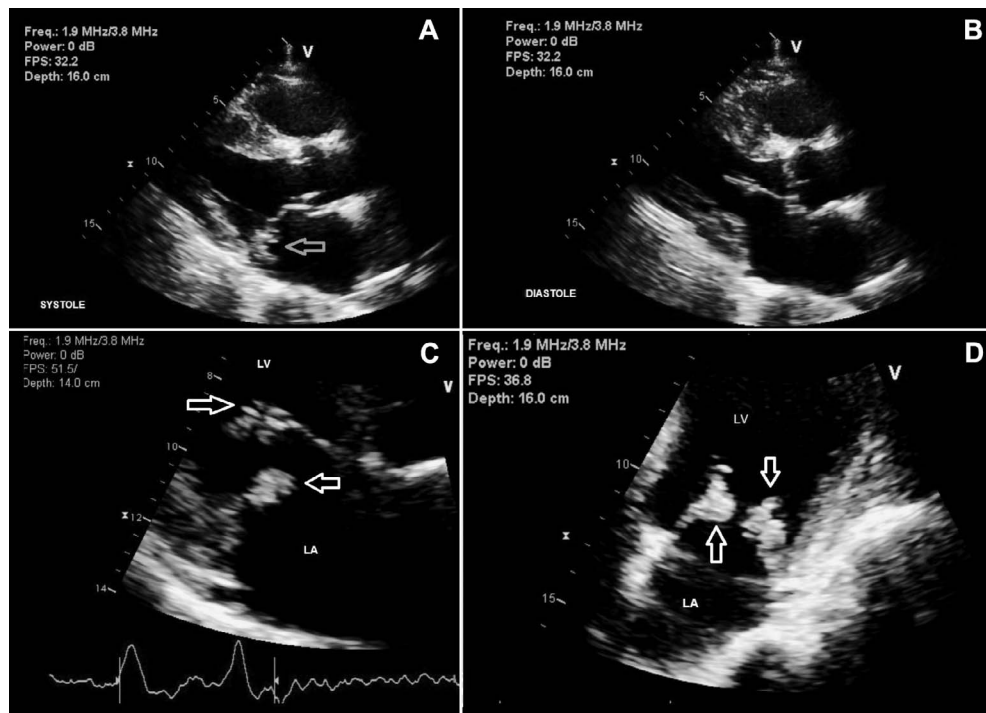 Freq.: 1.9 MHz/3.8 MHz
Power: 0 dB
FPS: 32.2
Depth: 16.0 cm
A
V
5
10
15
SYSTOLE
Freq.: 1.9 MHz/3.8 MHz
Power: 0 dB
FPS: 32.2
Depth: 16.0 cm
B
V
5
10
15
DIASTOLE
Freq.: 1.9 MHz/3.8 MHz
Power: 0 dB
FPS: 51.5/
Depth: 14.0 cm
C
LV
V
8
10
12
14
LA
Freq.: 1.9 MHz/3.8 MHz
Power: 0 dB
FPS: 36.8
Depth: 16.0 cm
D
V
LV
10
15
LA